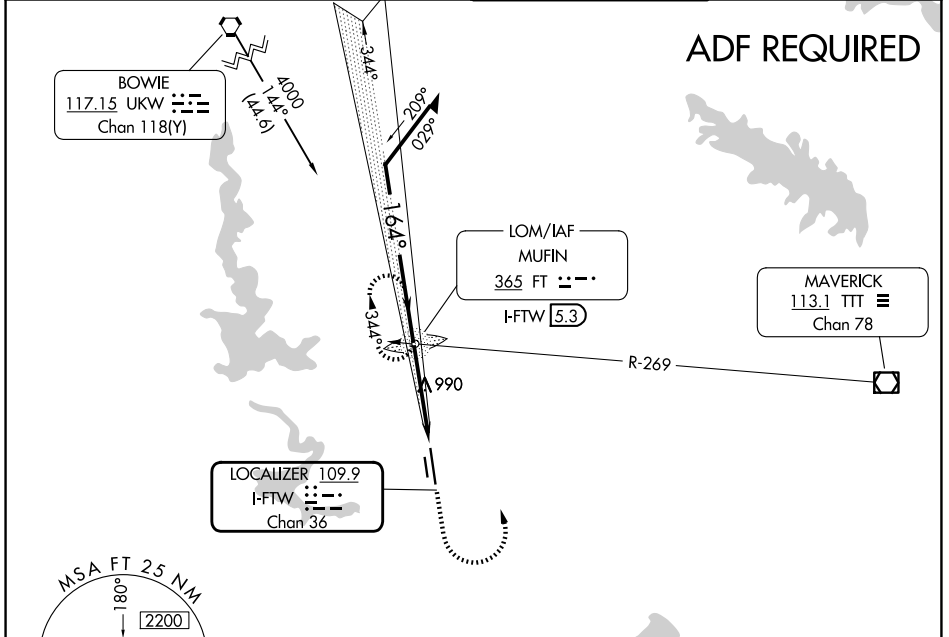 ADF REQUIRED
BOWIE
117.15 UKW
Chan 118(Y)
4000
144°
(44.6)
344°
209°
029°
164°
LOM/IAF
MUFIN
365 FT
I-FTW 5.3
MAVERICK
113.1 TTT
Chan 78
344°
R-269
990
LOCALIZER 109.9
I-FTW
Chan 36
MSA FT 25 NM
180°
2200